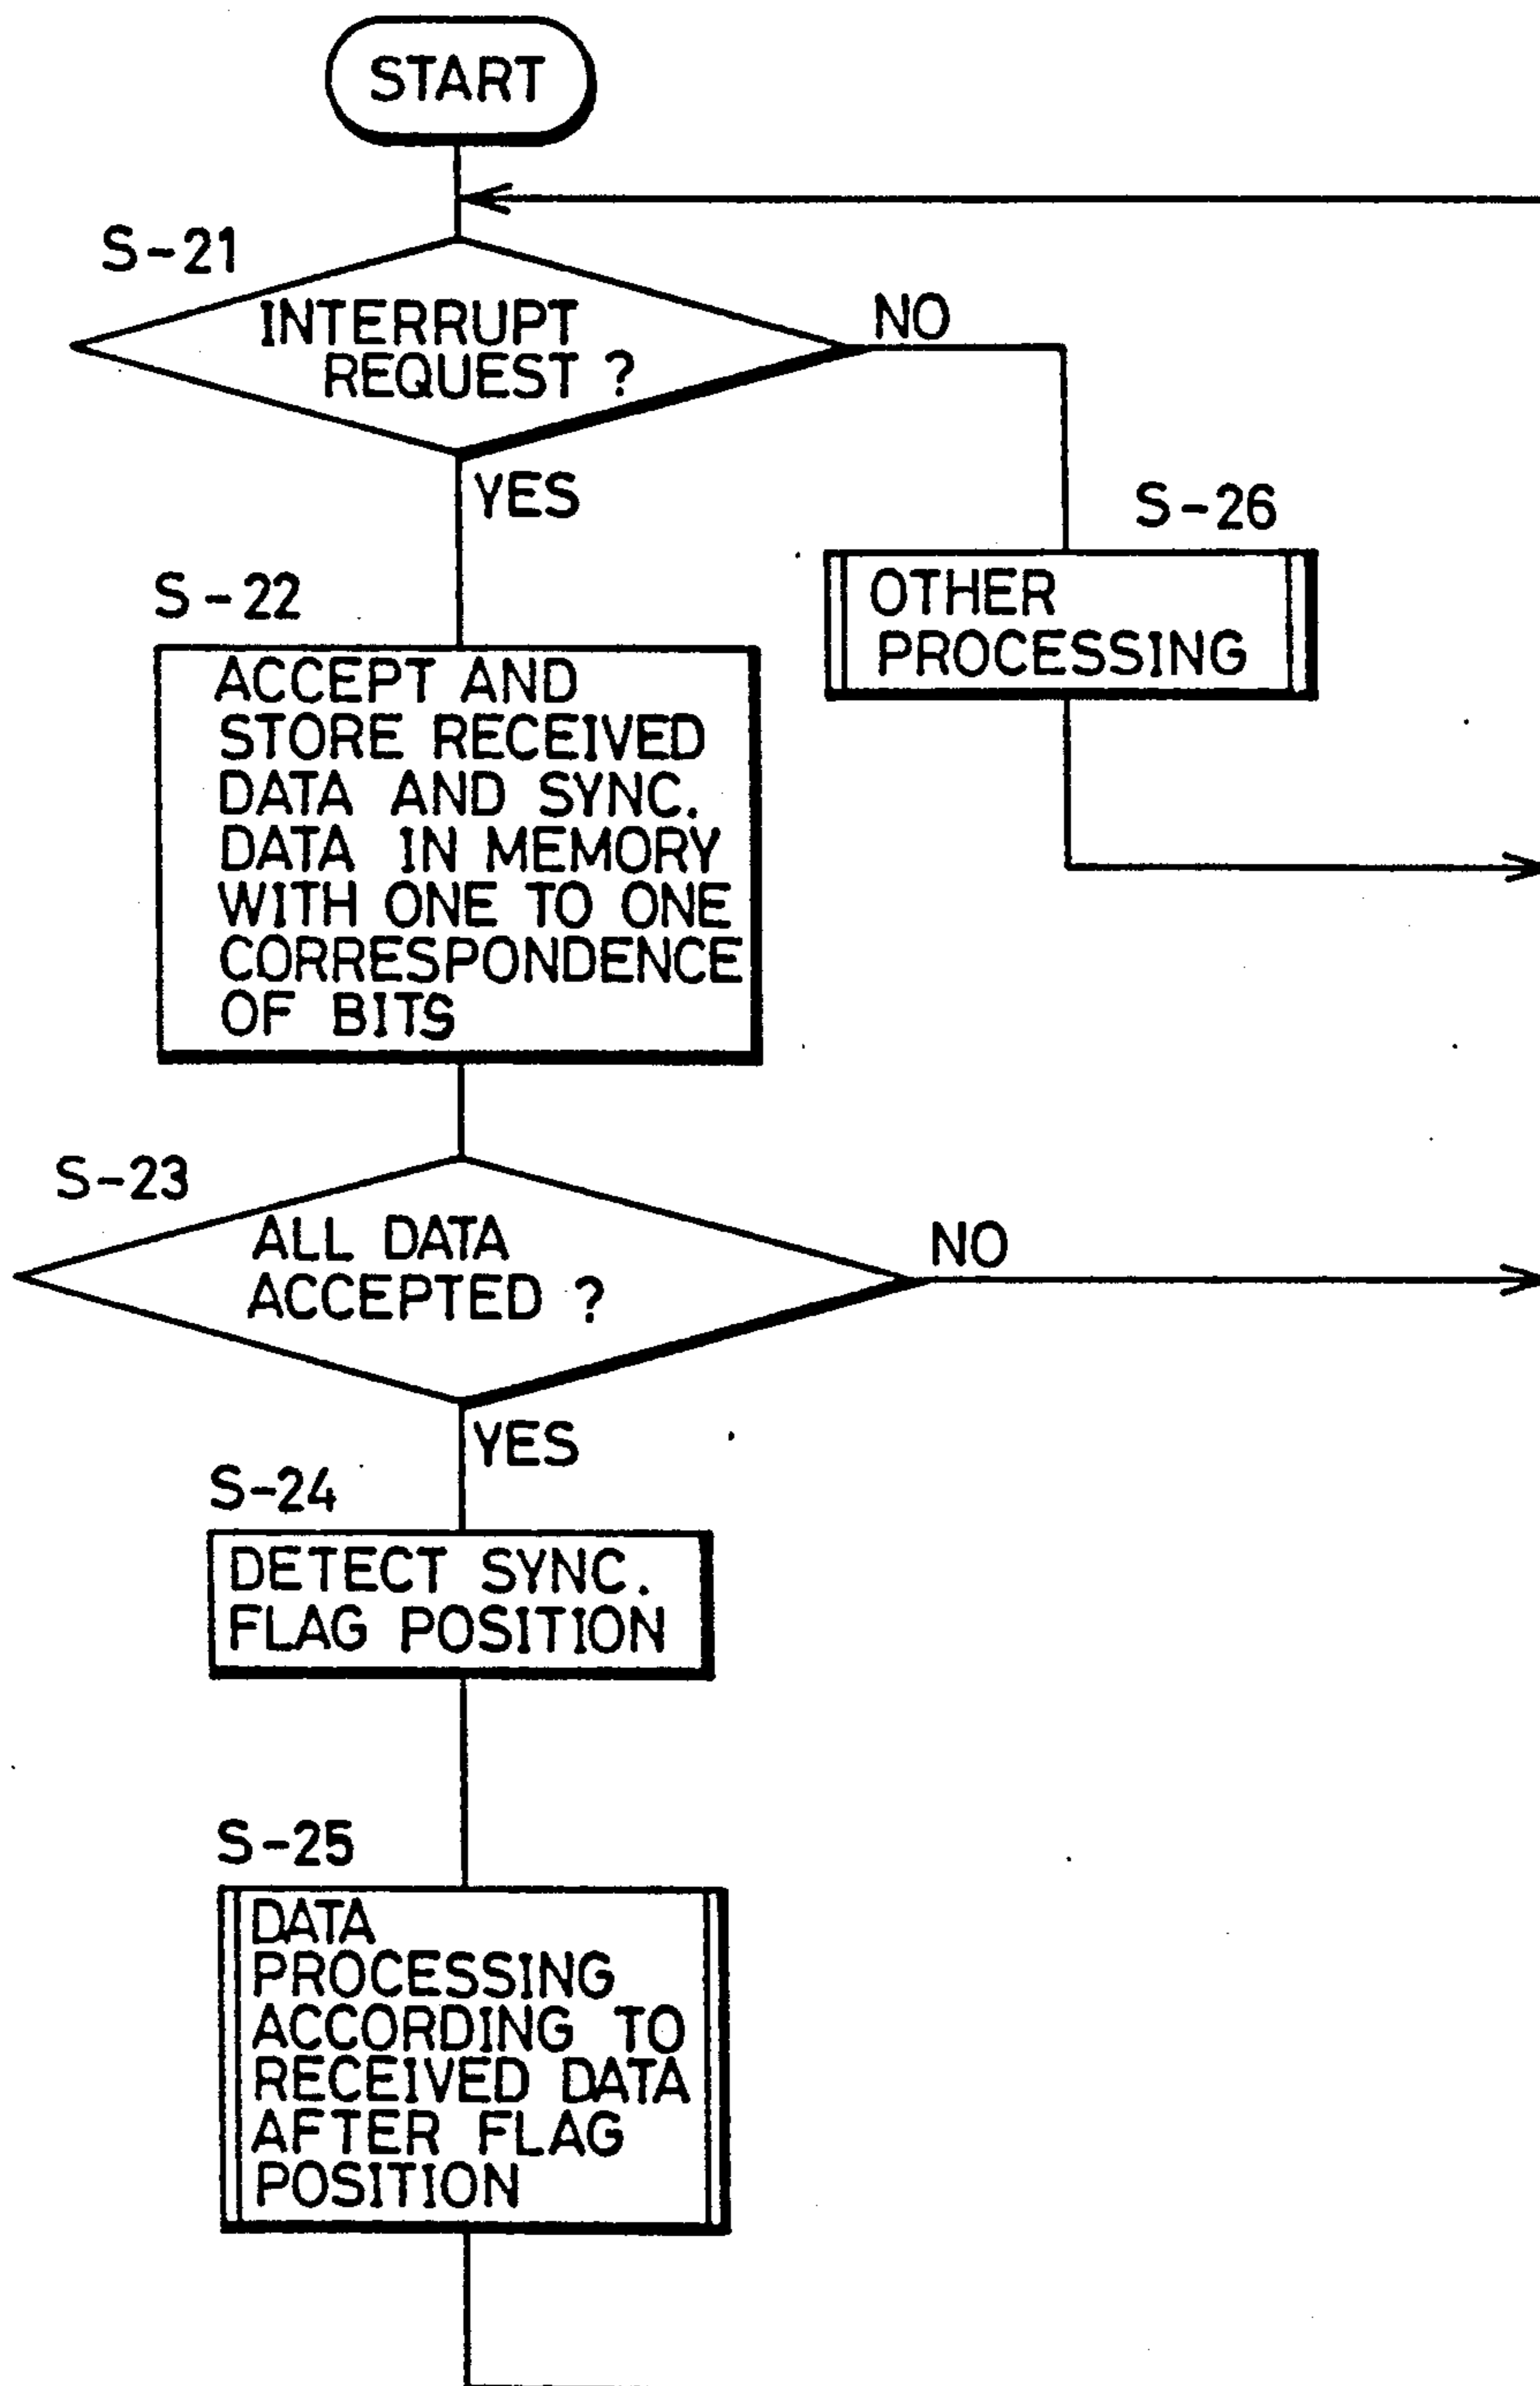 START
S-21
INTERRUPT
REQUEST ?
NO
YES
S-26
OTHER
PROCESSING
S-22
ACCEPT AND
STORE RECEIVED
DATA AND SYNC.
DATA IN MEMORY
WITH ONE TO ONE
CORRESPONDENCE
OF BITS
S-23
ALL DATA
ACCEPTED ?
NO
YES
S-24
DETECT SYNC.
FLAG POSITION
S-25
DATA
PROCESSING
ACCORDING TO
RECEIVED DATA
AFTER FLAG
POSITION